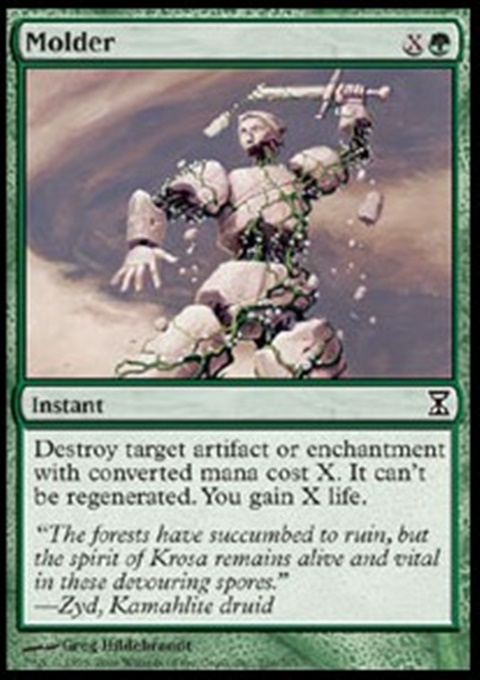 Molder X
Instant
Destroy target artifact or enchantment
with converted mana cost X. It can't
be regenerated. You gain X life.
"The forests have succumbed to ruin, but
the spirit of Krosa remains alive and vital
in these devouring spores."
—Zyd, Kamahlite druid
Greg Hildebrandt